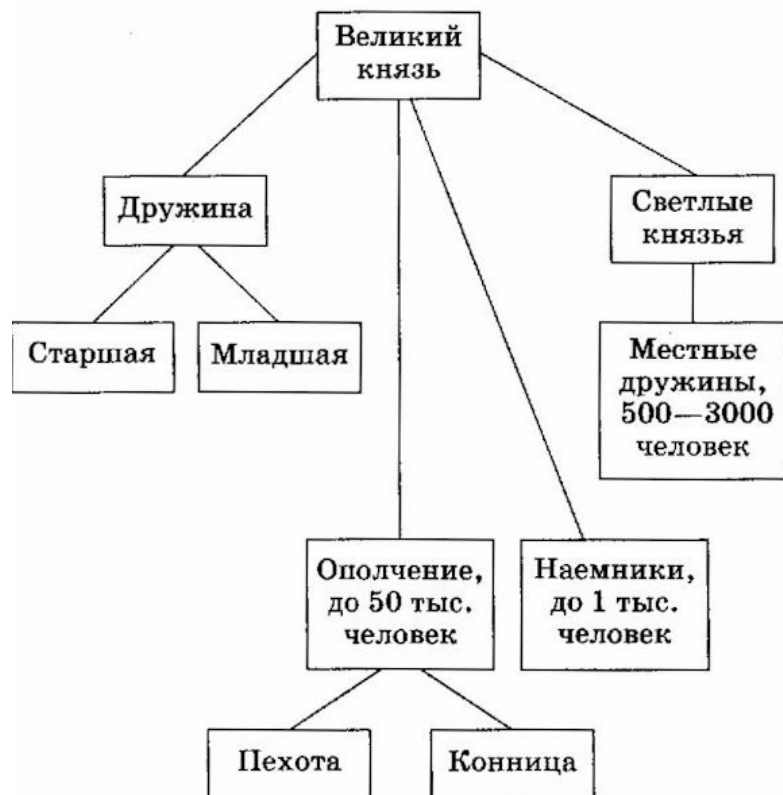 Великий
князь
Дружина
Светлые
князья
Старшая
Младшая
Местные
дружины,
500—3000
человек
Ополчение,
до 50 тыс.
человек
Наемники,
до 1 тыс.
человек
Пехота
Конница